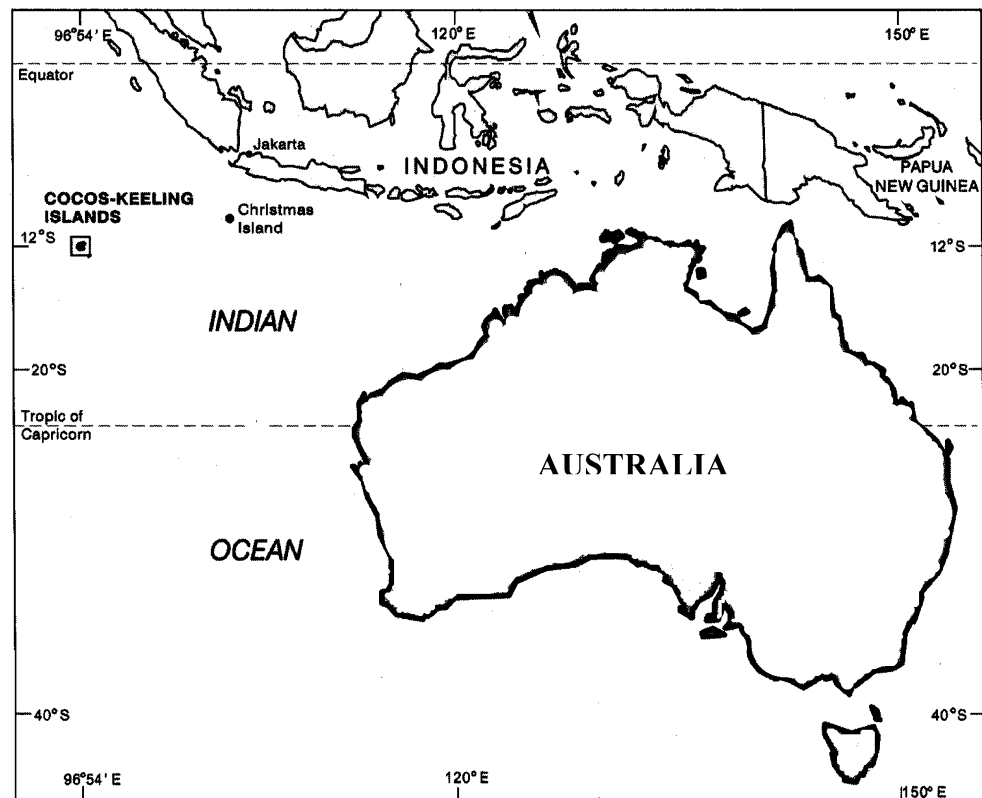 96°54' E
120°E
150°E
Equator
Jakarta
INDONESIA
PAPUA
NEW GUINEA
COCOS-KEELING
ISLANDS
Christmas
Island
12°S
12°S
INDIAN
20°S
20°S
Tropic of
Capricorn
AUSTRALIA
OCEAN
40°S
40°S
96°54' E
120°E
150°E